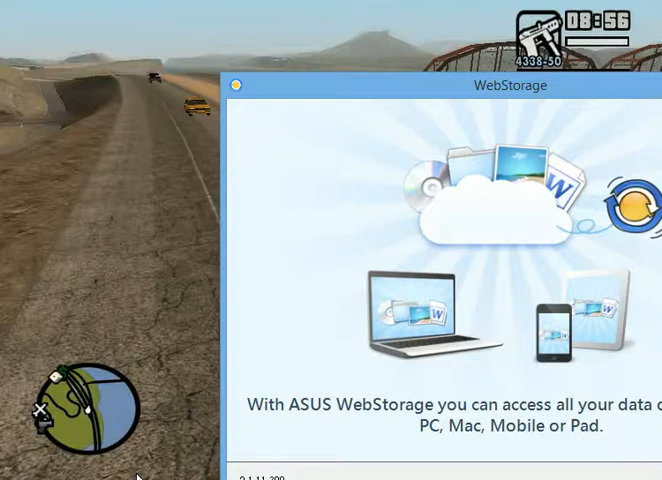 08:56
4338-50
WebStorage
W
W
W
With ASUS WebStorage you can access all your data
PC, Mac, Mobile or Pad.